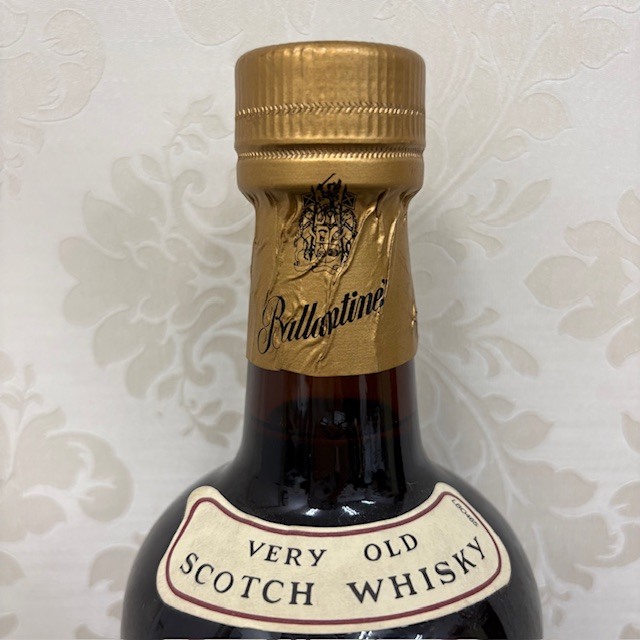 Ballantine's
VERY OLD
SCOTCH WHISKY